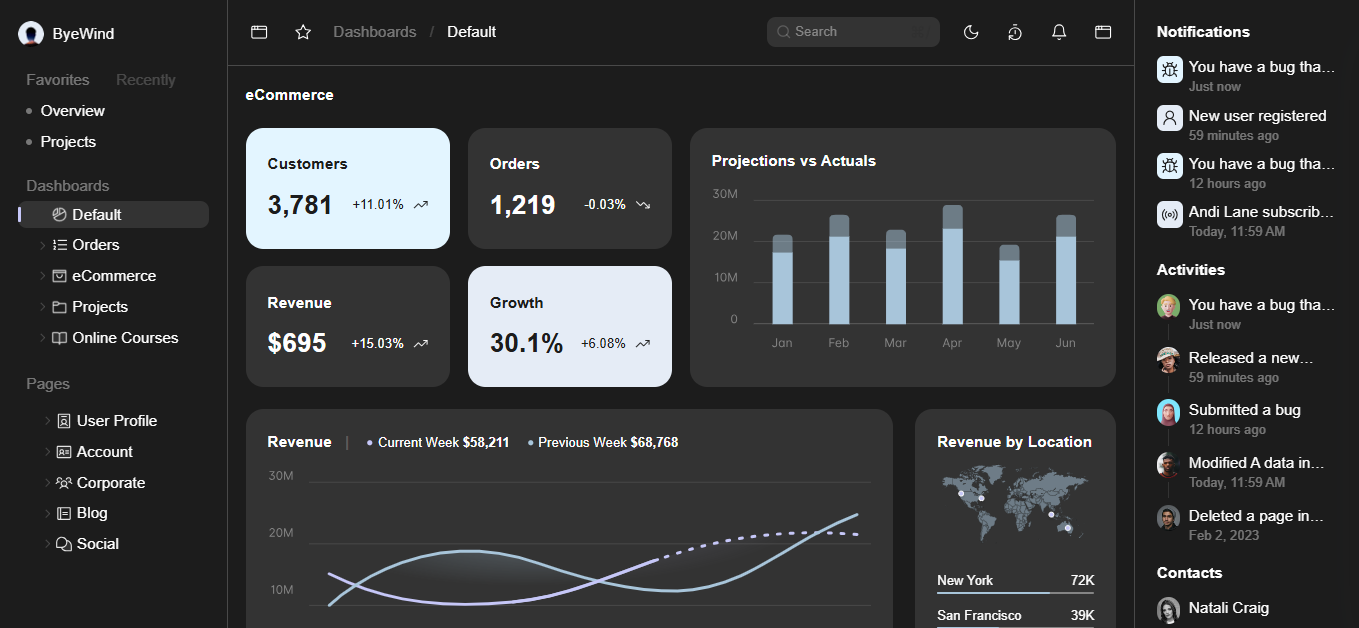 ByeWind
Favorites Recently
Overview
Projects
Dashboards
Default
Orders
eCommerce
Projects
Online Courses
Pages
User Profile
Account
Corporate
Blog
Social
Dashboards / Default
Search
eCommerce
Customers
3,781 +11.01%
Orders
1,219 -0.03%
Revenue
$695 +15.03%
Growth
30.1% +6.08%
Projections vs Actuals
30M
20M
10M
0
Jan Feb Mar Apr May Jun
Revenue | Current Week $58,211 Previous Week $68,768
30M
20M
10M
Revenue by Location
New York 72K
San Francisco 39K
Notifications
You have a bug tha...
Just now
New user registered
59 minutes ago
You have a bug tha...
12 hours ago
Andi Lane subscrib...
Today, 11:59 AM
Activities
You have a bug tha...
Just now
Released a new...
59 minutes ago
Submitted a bug
12 hours ago
Modified A data in...
Today, 11:59 AM
Deleted a page in...
Feb 2, 2023
Contacts
Natali Craig